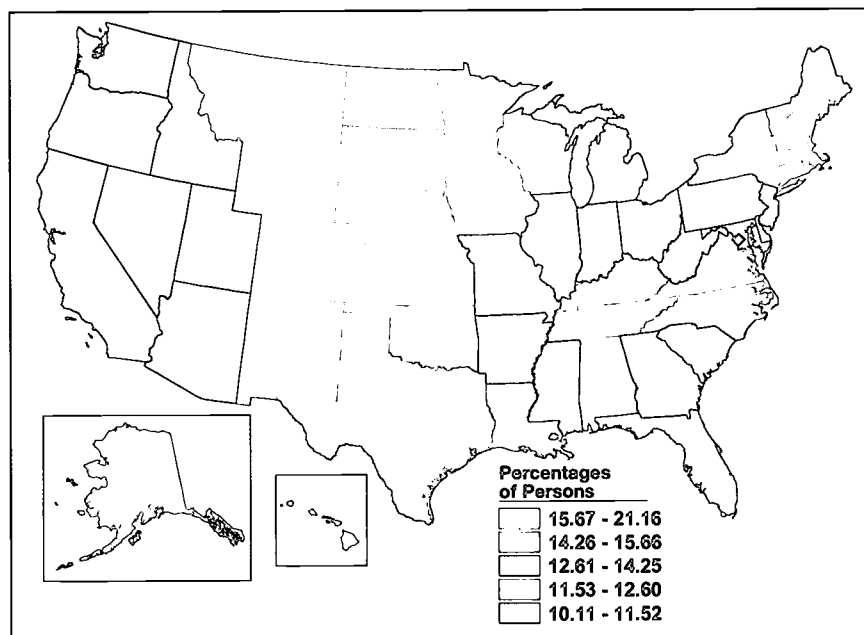 Percentages
of Persons
15.67 - 21.16
14.26 - 15.66
12.61 - 14.25
11.53 - 12.60
10.11 - 11.52